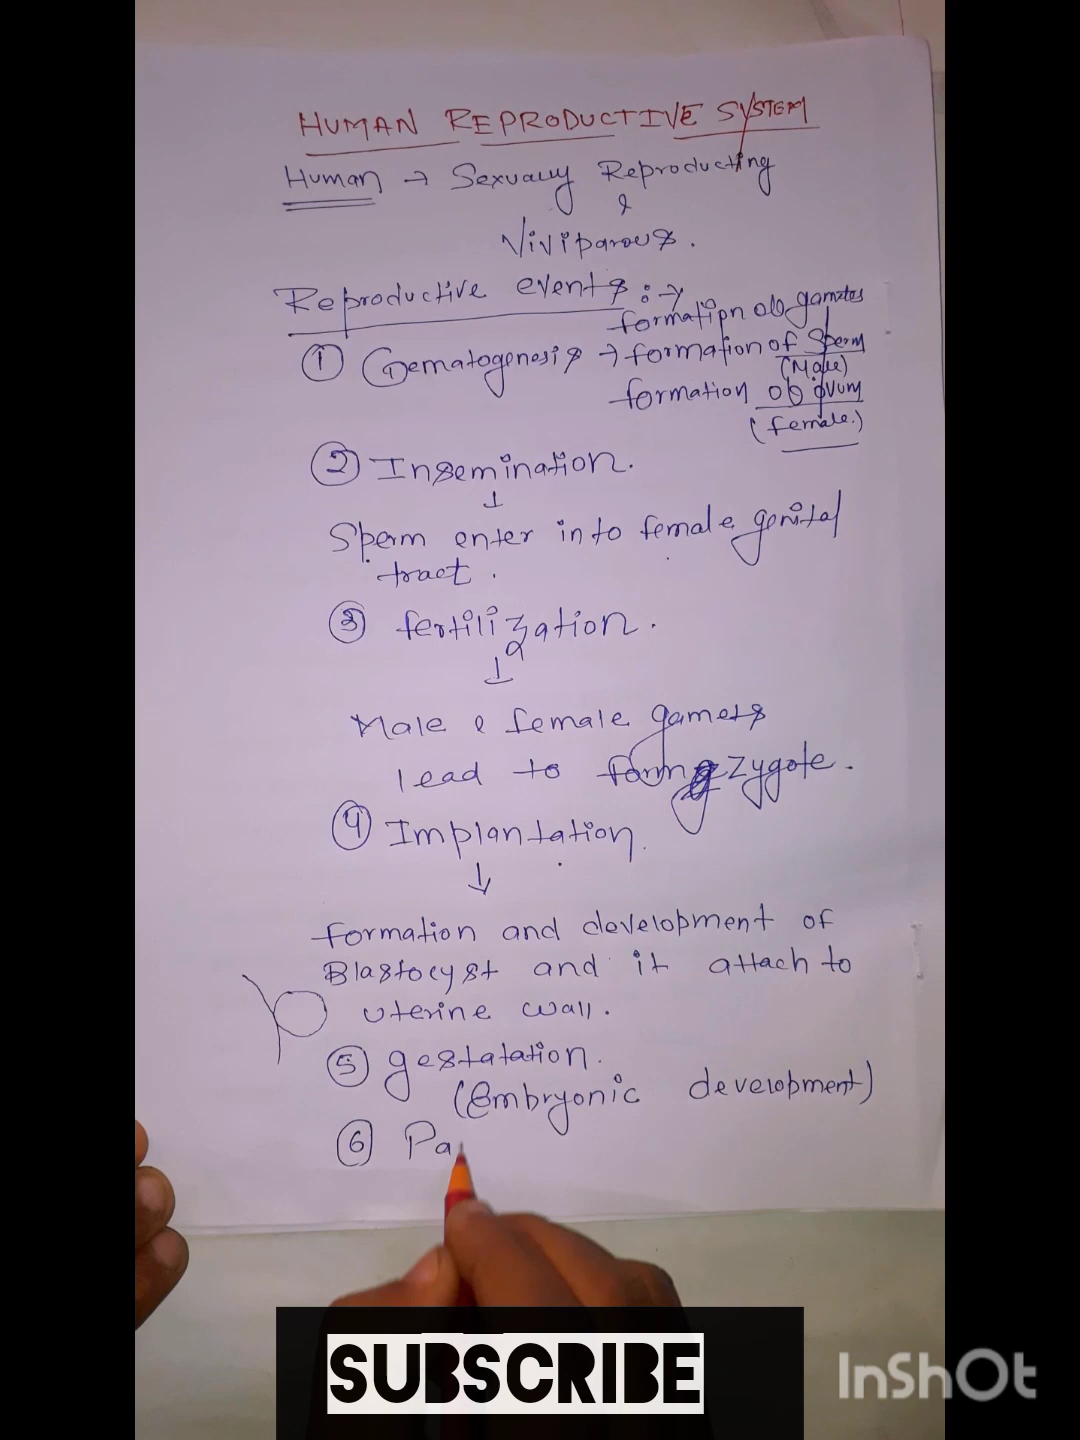 HUMAN REPRODUCTIVE SYSTEM
Human → Sexually Reproducting
&
Viviparous.
Reproductive events :→
formation of gametes
① Gematogenosis → formation of Sperm
(Male)
formation of ovum
(female.)
② Insemination.
↓
Sperm enter into female genital
tract.
③ fertilization.
↓
Male & female gamets
lead to form zygote.
④ Implantation.
↓
formation and development of
Blastocyst and it attach to
uterine wall.
⑤ gestatation.
(Embryonic development)
⑥ Pa
SUBSCRIBE
InShOt